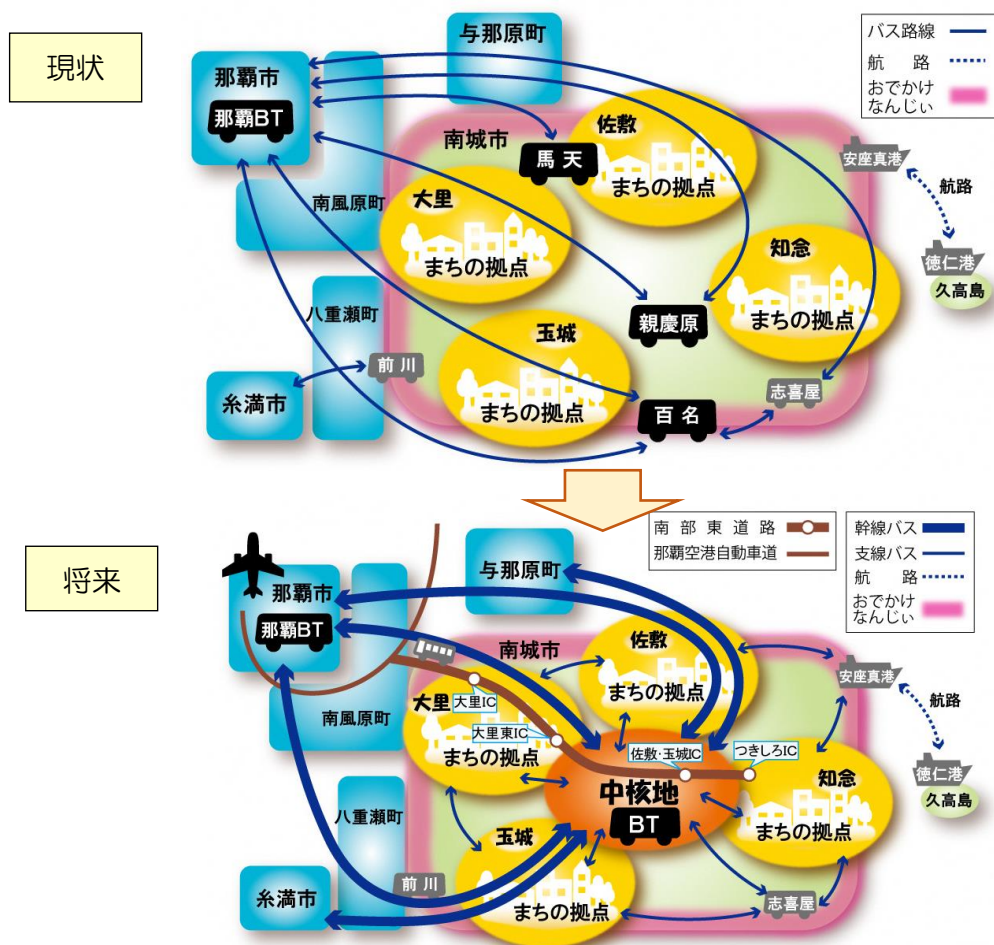 現状
与那原町
那覇市
那覇BT
南風原町
南城市
佐敷
まちの拠点
馬天
大里
まちの拠点
知念
まちの拠点
親慶原
玉城
まちの拠点
八重瀬町
前川
糸満市
百名
志喜屋
安座真港
航路
徳仁港
久高島
バス路線
航路
おでかけ
なんじぃ
将来
南部東道路
那覇空港自動車道
幹線バス
支線バス
航路
おでかけ
なんじぃ
与那原町
那覇市
那覇BT
南風原町
南城市
佐敷
まちの拠点
大里
大里IC
大里東IC
まちの拠点
佐敷・玉城IC
つきしろIC
中核地
BT
知念
まちの拠点
玉城
まちの拠点
八重瀬町
前川
糸満市
志喜屋
安座真港
航路
徳仁港
久高島